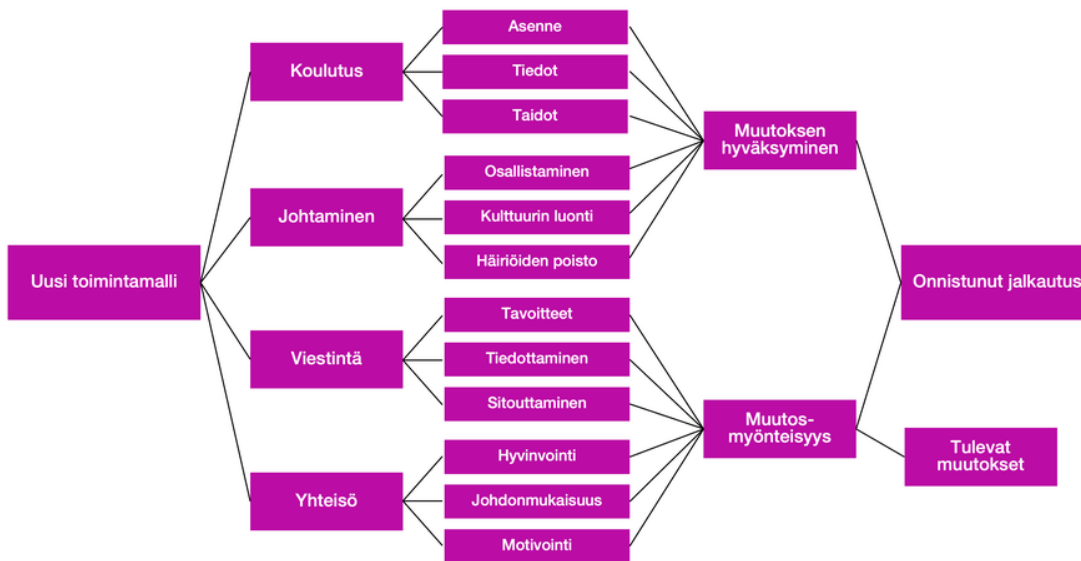 Asenne
Koulutus
Tiedot
Taidot
Muutoksen
hyväksyminen
Osallistaminen
Johtaminen
Kulttuurin luonti
Häiriöiden poisto
Uusi toimintamalli
Onnistunut jalkautus
Tavoitteet
Viestintä
Tiedottaminen
Sitouttaminen
Muutos-
myönteisyys
Tulevat
muutokset
Hyvinvointi
Yhteisö
Johdonmukaisuus
Motivointi